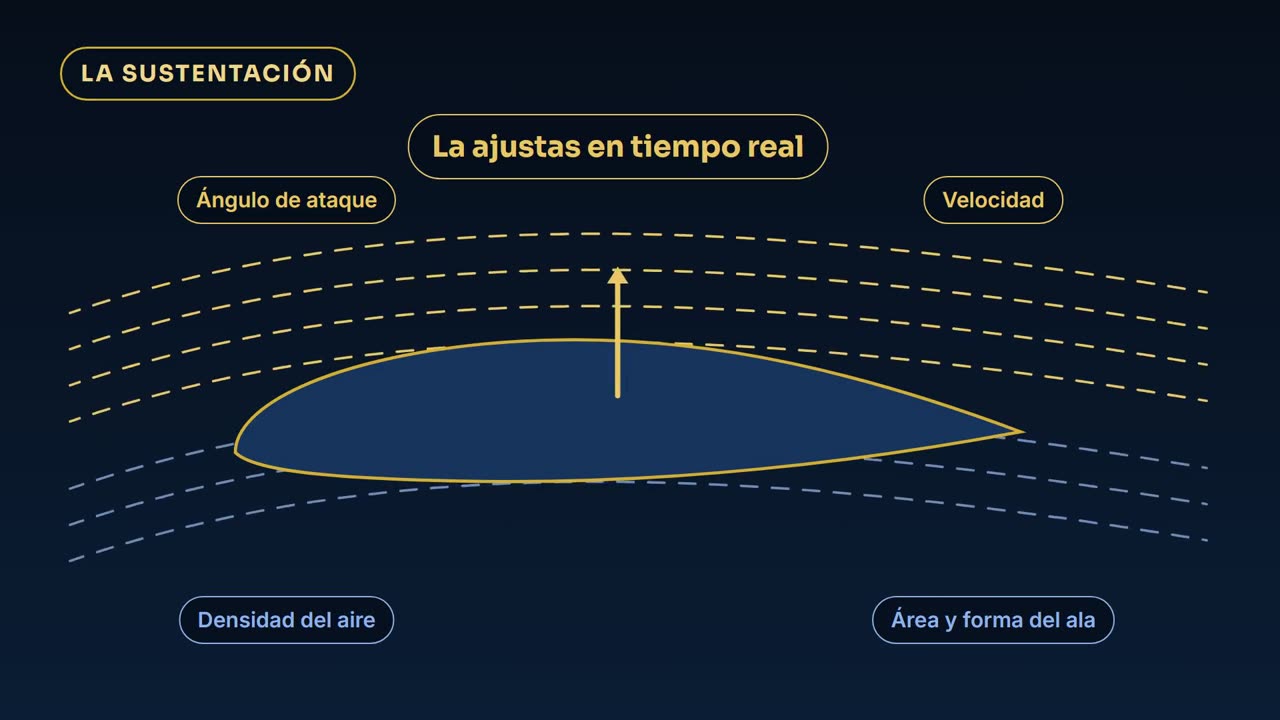 LA SUSTENTACIÓN
La ajustas en tiempo real
Ángulo de ataque
Velocidad
Densidad del aire
Área y forma del ala